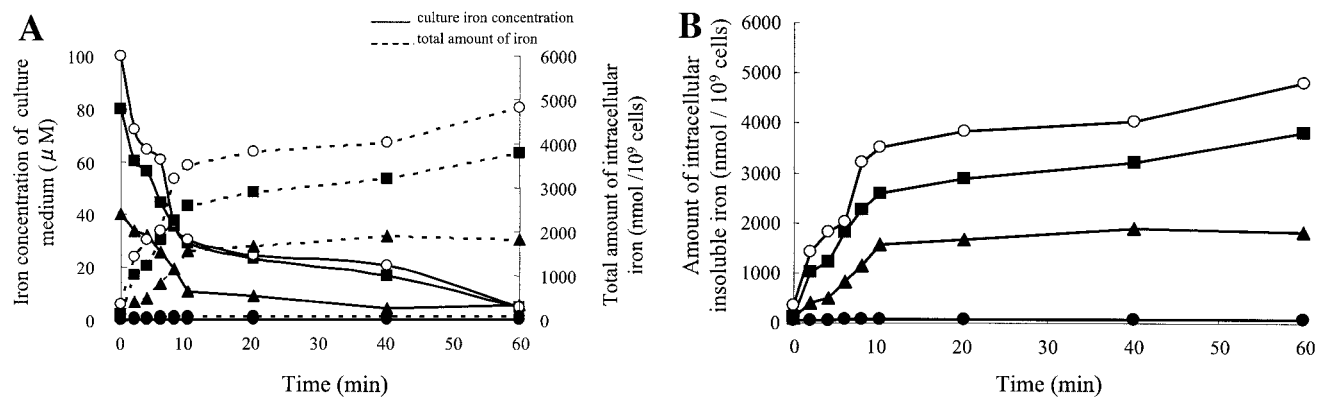 A
culture iron concentration
total amount of iron
Iron concentration of culture
medium ( μ M)
100
80
60
40
20
0
6000
5000
4000
3000
2000
1000
0
Total amount of intracellular
iron (nmol /10⁹ cells)
0 10 20 30 40 50 60
Time (min)
B
Amount of intracellular
insoluble iron (nmol / 10⁹ cells)
6000
5000
4000
3000
2000
1000
0
0 10 20 30 40 50 60
Time (min)